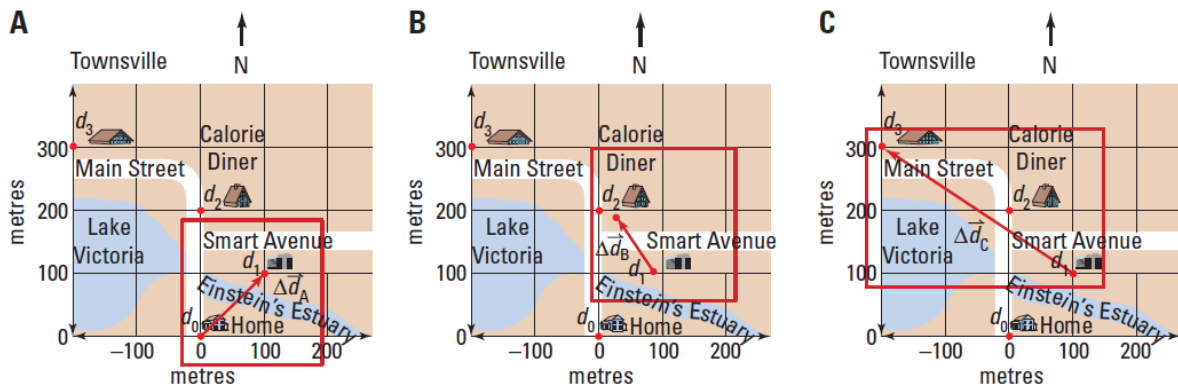 A
N
Townsville
d3
Calorie
Diner
300
Main Street
d2
200
metres
Lake
Victoria
Smart Avenue
d1
100
Δd⃗A
Einstein's Estuary
d0
Home
0
–100 0 100 200
metres
B
N
Townsville
d3
Calorie
Diner
300
Main Street
d2
200
metres
Lake
Victoria
Smart Avenue
Δd⃗B
d1
100
Einstein's Estuary
d0
Home
0
–100 0 100 200
metres
C
N
Townsville
d3
Calorie
Diner
300
Main Street
d2
200
metres
Lake
Victoria
Δd⃗C
Smart Avenue
d1
100
Einstein's Estuary
d0
Home
0
–100 0 100 200
metres